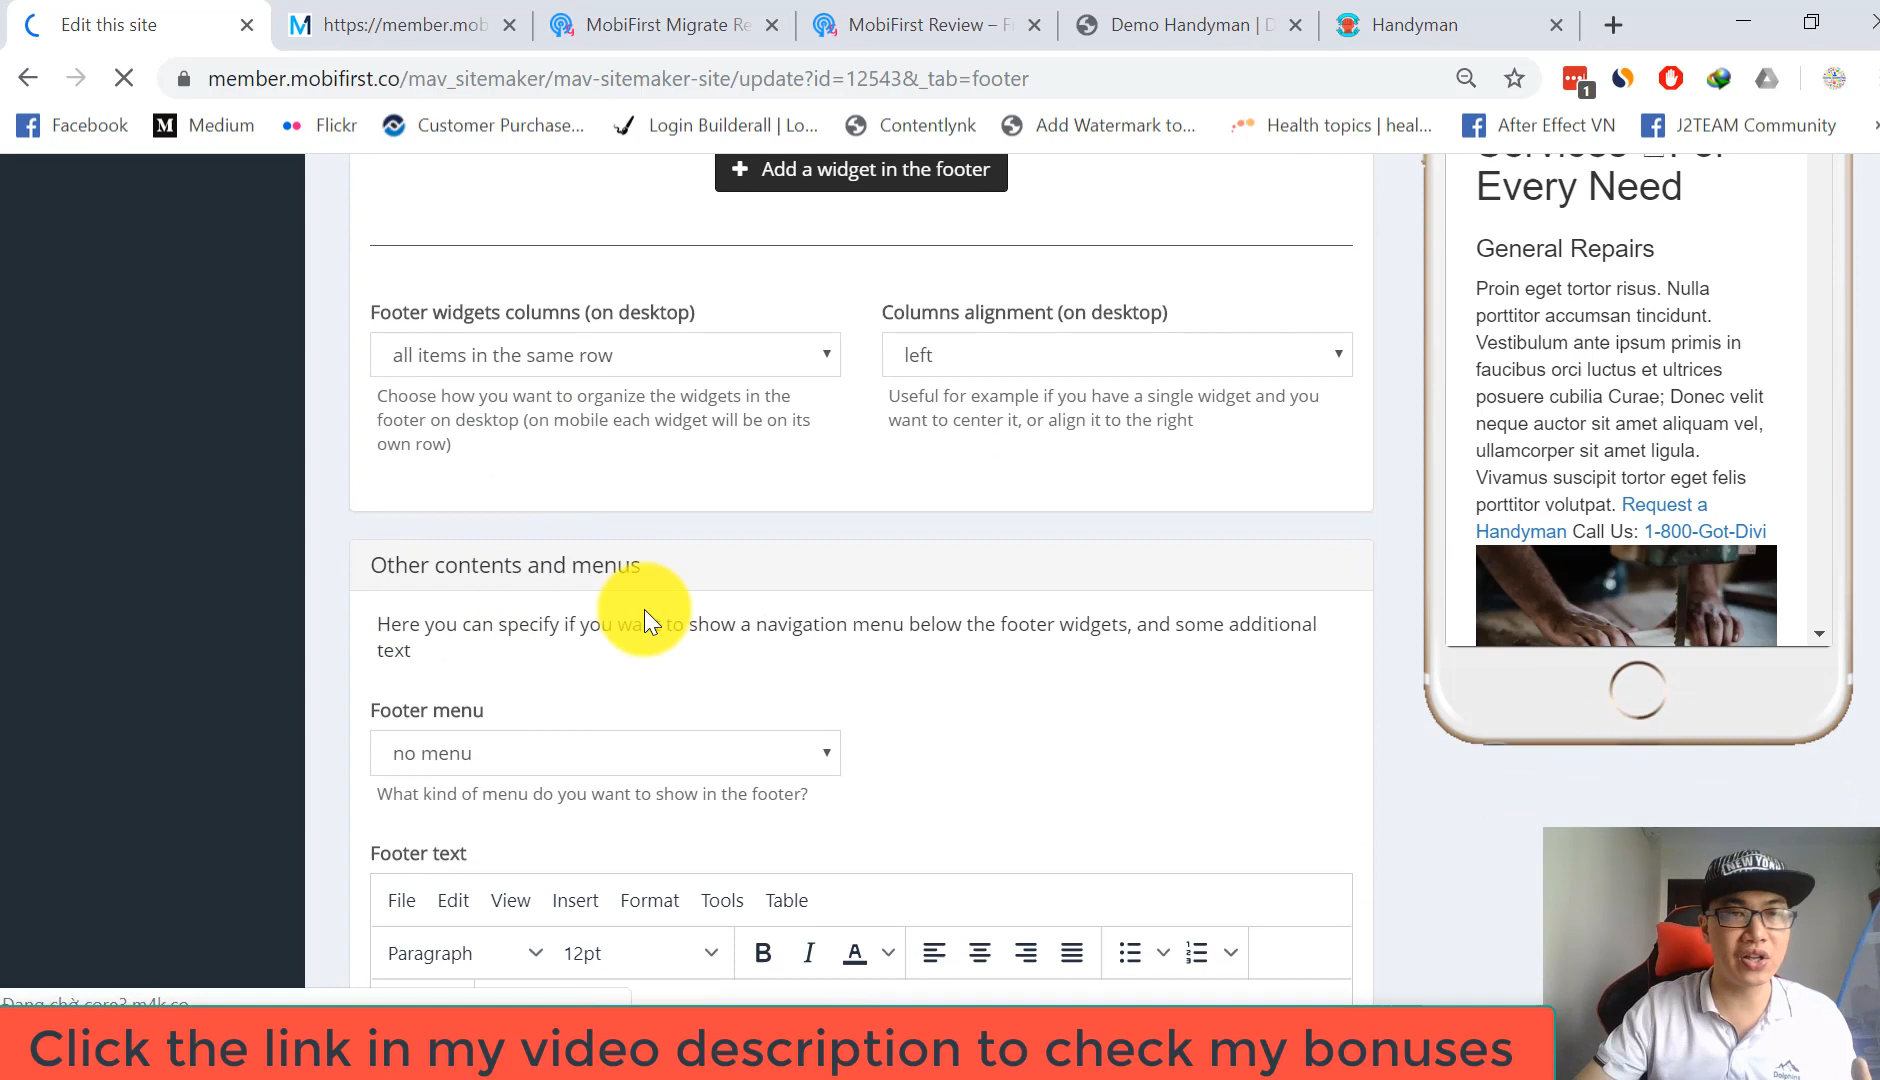 Edit this site
https://member.mob
MobiFirst Migrate Re
MobiFirst Review – F
Demo Handyman | D
Handyman
member.mobifirst.co/mav_sitemaker/mav-sitemaker-site/update?id=12543&_tab=footer
1
Facebook
Medium
Flickr
Customer Purchase...
Login Builderall | Lo...
Contentlynk
Add Watermark to...
Health topics | heal...
After Effect VN
J2TEAM Community
Add a widget in the footer
Footer widgets columns (on desktop)
all items in the same row
Choose how you want to organize the widgets in the
footer on desktop (on mobile each widget will be on its
own row)
Columns alignment (on desktop)
left
Useful for example if you have a single widget and you
want to center it, or align it to the right
Other contents and menus
Here you can specify if you want to show a navigation menu below the footer widgets, and some additional
text
Footer menu
no menu
What kind of menu do you want to show in the footer?
Footer text
File Edit View Insert Format Tools Table
Paragraph 12pt B I A
Every Need
General Repairs
Proin eget tortor risus. Nulla
porttitor accumsan tincidunt.
Vestibulum ante ipsum primis in
faucibus orci luctus et ultrices
posuere cubilia Curae; Donec velit
neque auctor sit amet aliquam vel,
ullamcorper sit amet ligula.
Vivamus suscipit tortor eget felis
porttitor volutpat. Request a
Handyman Call Us: 1-800-Got-Divi
NEW YORK
Đang chờ core3.m4k.co
Click the link in my video description to check my bonuses